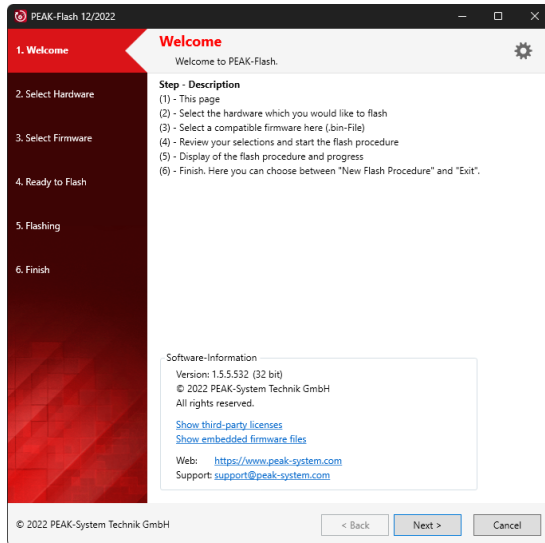 PEAK-Flash 12/2022
1. Welcome
2. Select Hardware
3. Select Firmware
4. Ready to Flash
5. Flashing
6. Finish
Welcome
Welcome to PEAK-Flash.
Step - Description
(1) - This page
(2) - Select the hardware which you would like to flash
(3) - Select a compatible firmware here (.bin-File)
(4) - Review your selections and start the flash procedure
(5) - Display of the flash procedure and progress
(6) - Finish. Here you can choose between "New Flash Procedure" and "Exit".
Software-Information
Version: 1.5.5.532 (32 bit)
© 2022 PEAK-System Technik GmbH
All rights reserved.
Show third-party licenses
Show embedded firmware files
Web: https://www.peak-system.com
Support: support@peak-system.com
© 2022 PEAK-System Technik GmbH
< Back Next > Cancel